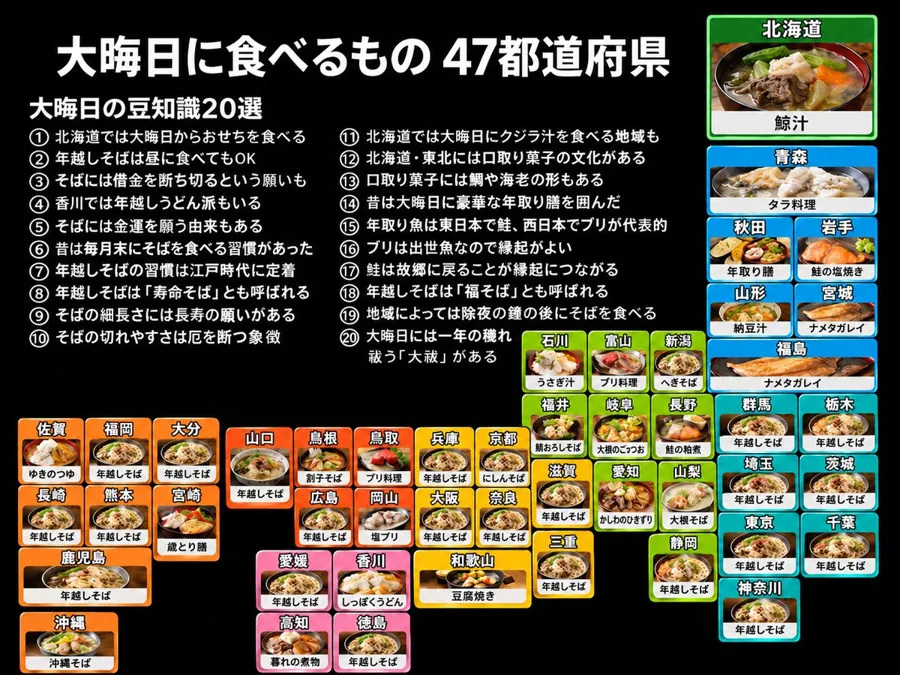 大晦日に食べるもの 47都道府県
大晦日の豆知識20選
① 北海道では大晦日からおせちを食べる
② 年越しそばは昼に食べてもOK
③ そばには借金を断ち切るという願いも
④ 香川では年越しうどん派もいる
⑤ そばには金運を願う由来もある
⑥ 昔は毎月末にそばを食べる習慣があった
⑦ 年越しそばの習慣は江戸時代に定着
⑧ 年越しそばは「寿命そば」とも呼ばれる
⑨ そばの細長さには長寿の願いがある
⑩ そばの切れやすさは厄を断つ象徴
⑪ 北海道では大晦日にクジラ汁を食べる地域も
⑫ 北海道・東北には口取り菓子の文化がある
⑬ 口取り菓子には鯛や海老の形もある
⑭ 昔は大晦日に豪華な年取り膳を囲んだ
⑮ 年取り魚は東日本で鮭、西日本でブリが代表的
⑯ ブリは出世魚なので縁起がよい
⑰ 鮭は故郷に戻ることが縁起につながる
⑱ 年越しそばは「福そば」とも呼ばれる
⑲ 地域によっては除夜の鐘の後にそばを食べる
⑳ 大晦日には一年の穢れ
祓う「大祓」がある
北海道
鯨汁
青森
タラ料理
秋田
年取り膳
岩手
鮭の塩焼き
山形
納豆汁
宮城
ナメタガレイ
福島
ナメタガレイ
石川
うさぎ汁
富山
ブリ料理
新潟
へぎそば
福井
鯛おろしそば
岐阜
大根のごっつお
長野
鮭の粕煮
群馬
年越しそば
栃木
年越しそば
佐賀
ゆきのつゆ
福岡
年越しそば
大分
年越しそば
山口
年越しそば
島根
割子そば
鳥取
ブリ料理
兵庫
年越しそば
京都
にしんそば
滋賀
年越しそば
愛知
かしわのひきずり
山梨
大根そば
埼玉
年越しそば
茨城
年越しそば
長崎
年越しそば
熊本
年越しそば
宮崎
歳とり膳
広島
年越しそば
岡山
塩ブリ
大阪
年越しそば
奈良
年越しそば
三重
年越しそば
静岡
年越しそば
東京
年越しそば
千葉
年越しそば
鹿児島
年越しそば
愛媛
年越しそば
香川
しっぽくうどん
和歌山
豆腐焼き
神奈川
年越しそば
沖縄
沖縄そば
高知
暮れの煮物
徳島
年越しそば